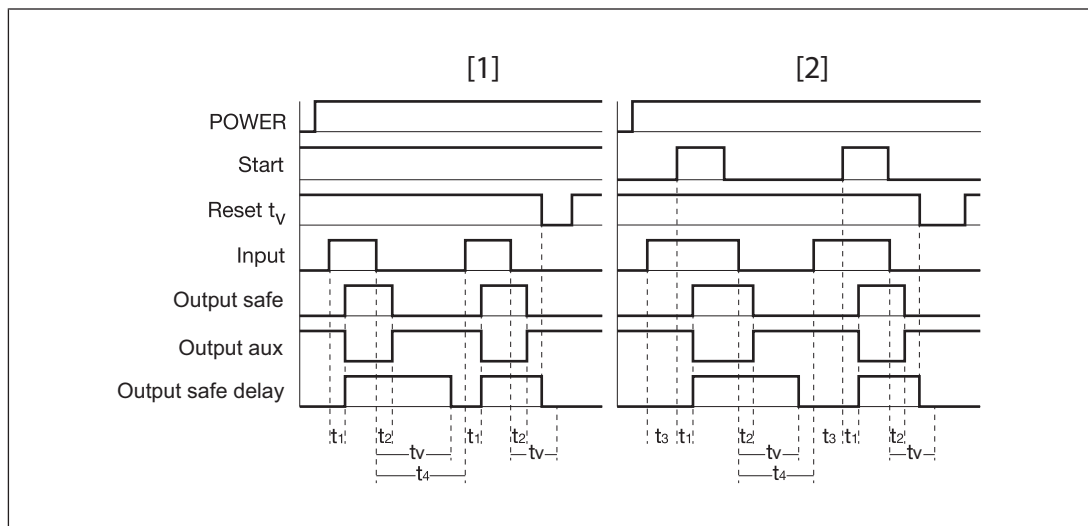 [1] [2]
POWER
Start
Reset tv
Input
Output safe
Output aux
Output safe delay
t1 t2 t1 t2 t3 t1 t2 t3 t1 t2
tv tv tv tv
t4 t4